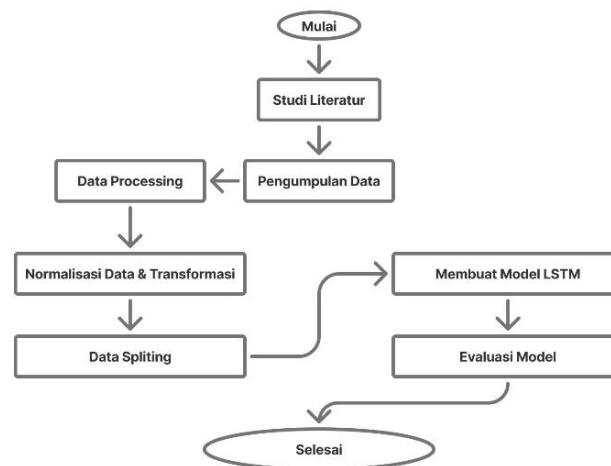 Mulai
Studi Literatur
Pengumpulan Data
Data Processing
Normalisasi Data & Transformasi
Data Spliting
Membuat Model LSTM
Evaluasi Model
Selesai